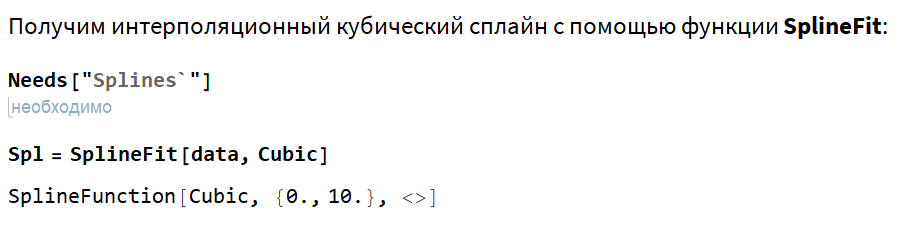 Получим интерполяционный кубический сплайн с помощью функции SplineFit:
Needs["Splines`"]
необходимо
Spl = SplineFit[data, Cubic]
SplineFunction[Cubic, {0., 10.}, <>]